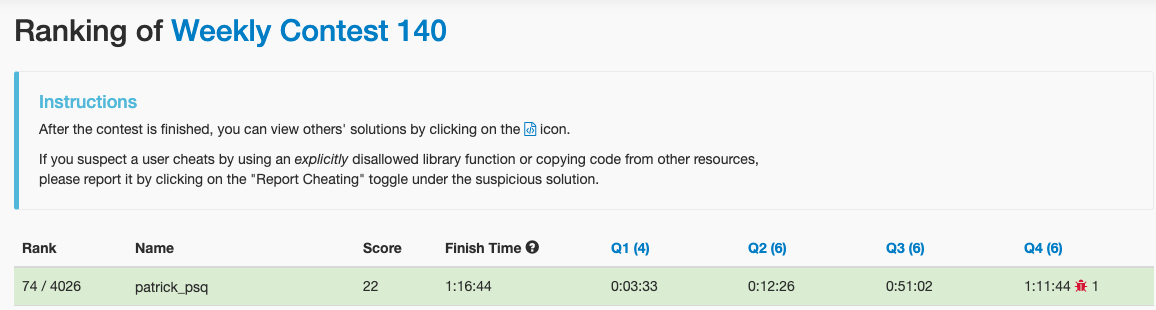 Ranking of Weekly Contest 140
Instructions
After the contest is finished, you can view others' solutions by clicking on the icon.
If you suspect a user cheats by using an explicitly disallowed library function or copying code from other resources,
please report it by clicking on the "Report Cheating" toggle under the suspicious solution.
Rank Name Score Finish Time Q1 (4) Q2 (6) Q3 (6) Q4 (6)
74 / 4026 patrick_psq 22 1:16:44 0:03:33 0:12:26 0:51:02 1:11:44 1